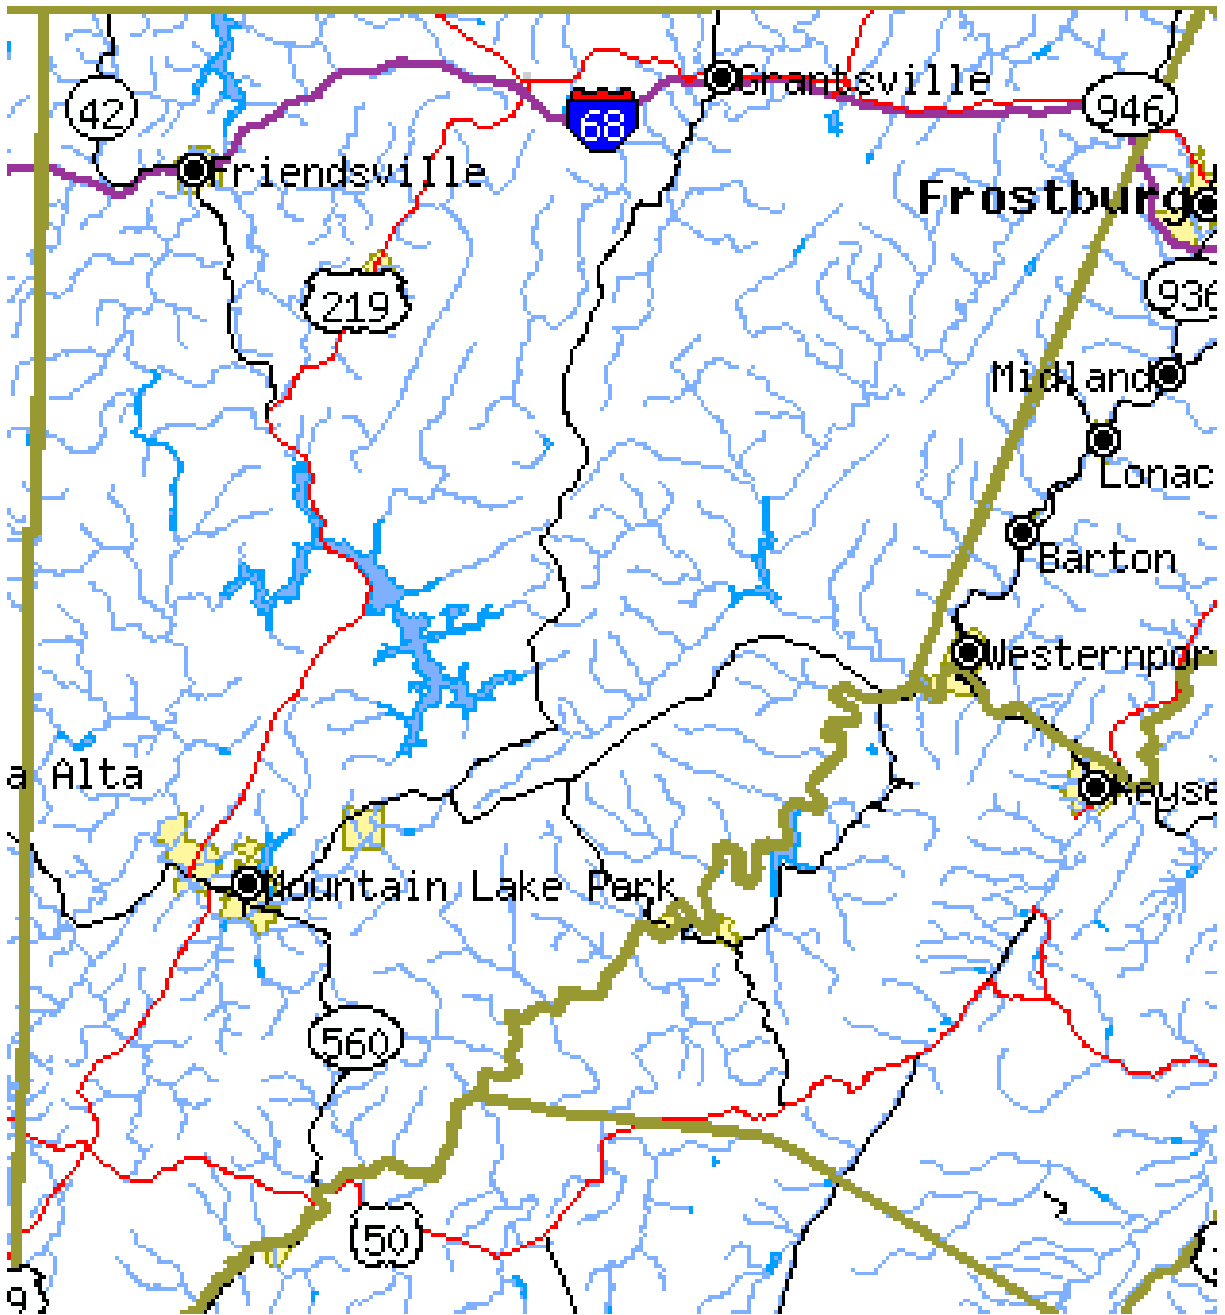 Grantsville
42
68
946
Friendsville
Frostburg
219
936
Midland
Lonac
Barton
Westernpor
a Alta
Keyse
Mountain Lake Park
560
50
9